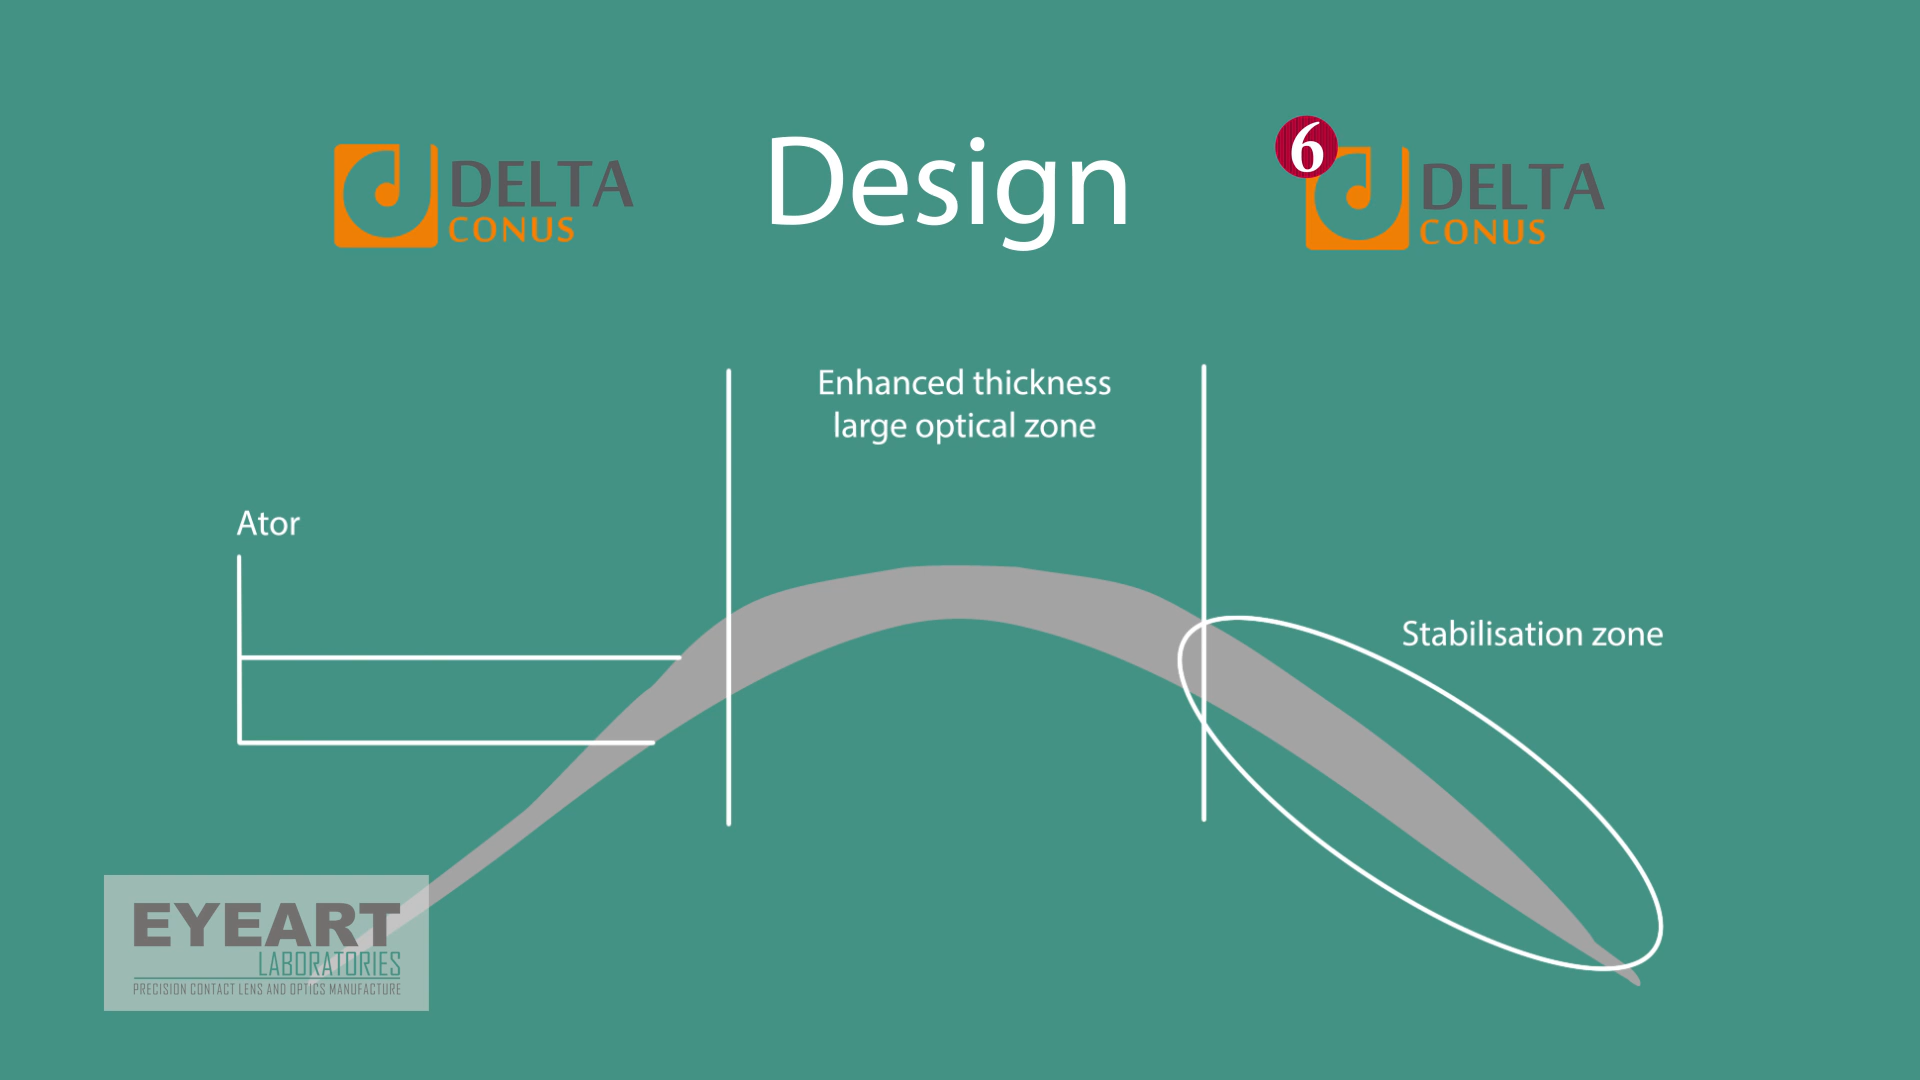 DELTA
CONUS
Design
6
DELTA
CONUS
Enhanced thickness
large optical zone
Ator
Stabilisation zone
EYEART
LABORATORIES
PRECISION CONTACT LENS AND OPTICS MANUFACTURE